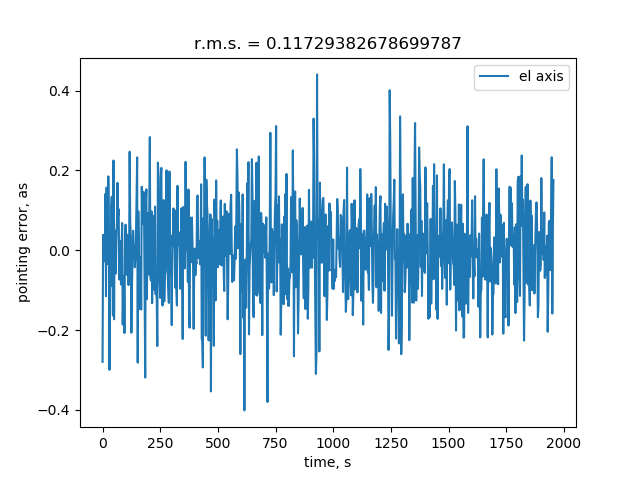 r.m.s. = 0.11729382678699787
el axis
0.4
0.2
0.0
−0.2
−0.4
pointing error, as
0 250 500 750 1000 1250 1500 1750 2000
time, s